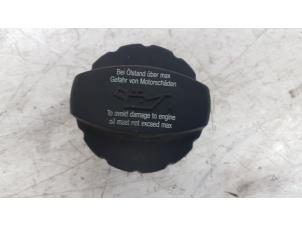 Bei Ölstand über max
Gefahr von Motorschäden
To avoid damage to engine
oil must not exceed max